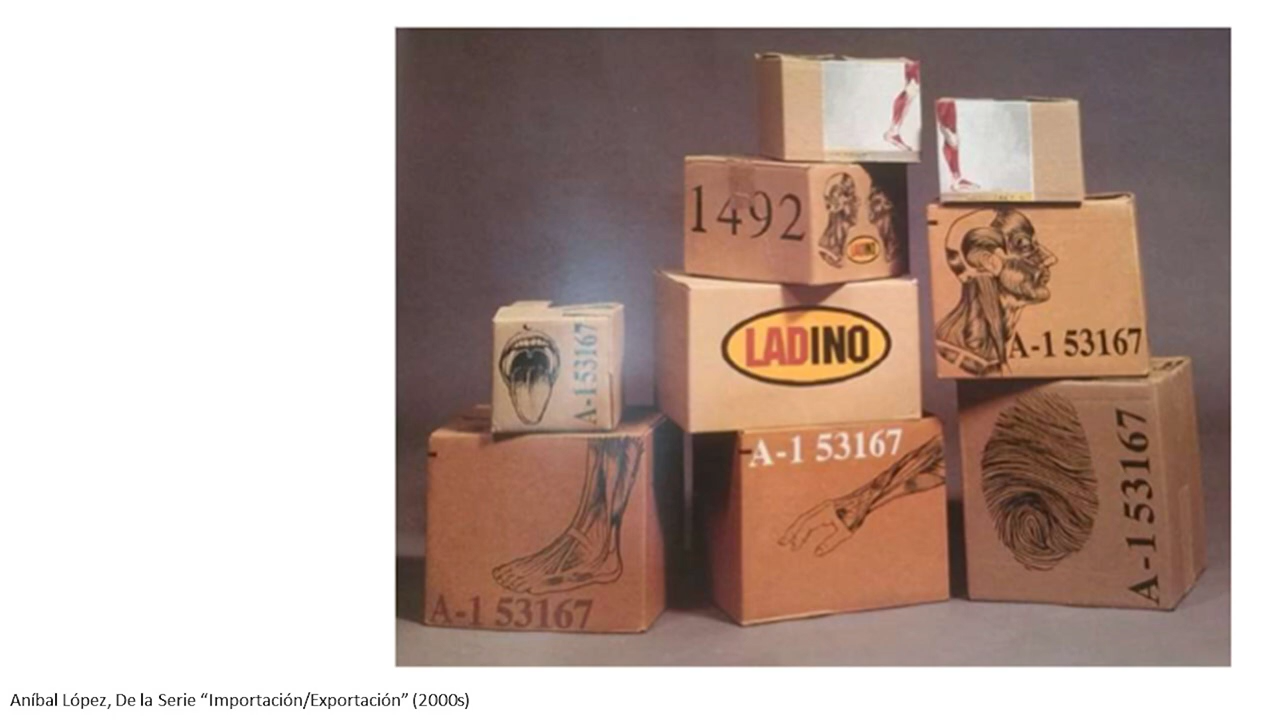 1492
LADINO
LADINO
A-1 53167
A-1 53167
A-1 53167
A-1 53167
A-1 53167
Aníbal López, De la Serie “Importación/Exportación” (2000s)